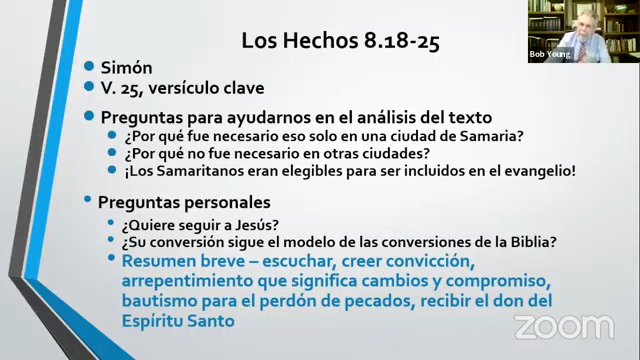 Los Hechos 8.18-25
Bob Young
Simón
V. 25, versículo clave
Preguntas para ayudarnos en el análisis del texto
¿Por qué fue necesario eso solo en una ciudad de Samaria?
¿Por qué no fue necesario en otras ciudades?
¡Los Samaritanos eran elegibles para ser incluidos en el evangelio!
Preguntas personales
¿Quiere seguir a Jesús?
¿Su conversión sigue el modelo de las conversiones de la Biblia?
Resumen breve – escuchar, creer convicción,
arrepentimiento que significa cambios y compromiso,
bautismo para el perdón de pecados, recibir el don del
Espíritu Santo
zoom